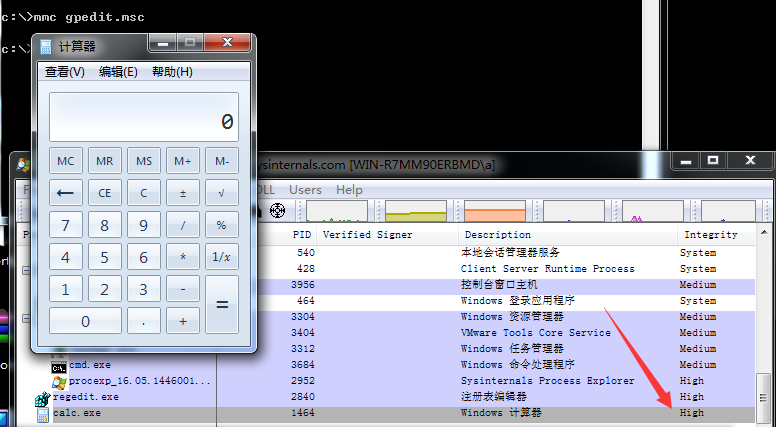 c:\>mmc gpedit.msc
c:\>
计算器
查看(V) 编辑(E) 帮助(H)
0
MC MR MS M+ M-
← CE C ± √
7 8 9 / %
4 5 6 * 1/x
1 2 3 - =
0 . +
sinternals.com [WIN-R7MM90ERBMD\a]
Users Help
PID Verified Signer Description Integrity
540 本地会话管理器服务 System
428 Client Server Runtime Process System
3956 控制台窗口主机 Medium
464 Windows 登录应用程序 System
3304 Windows 资源管理器 Medium
3404 VMware Tools Core Service Medium
3312 Windows 任务管理器 Medium
cmd.exe 3684 Windows 命令处理程序 Medium
procexp_16.05.1446001... 2952 Sysinternals Process Explorer High
regedit.exe 2840 注册表编辑器 High
calc.exe 1464 Windows 计算器 High